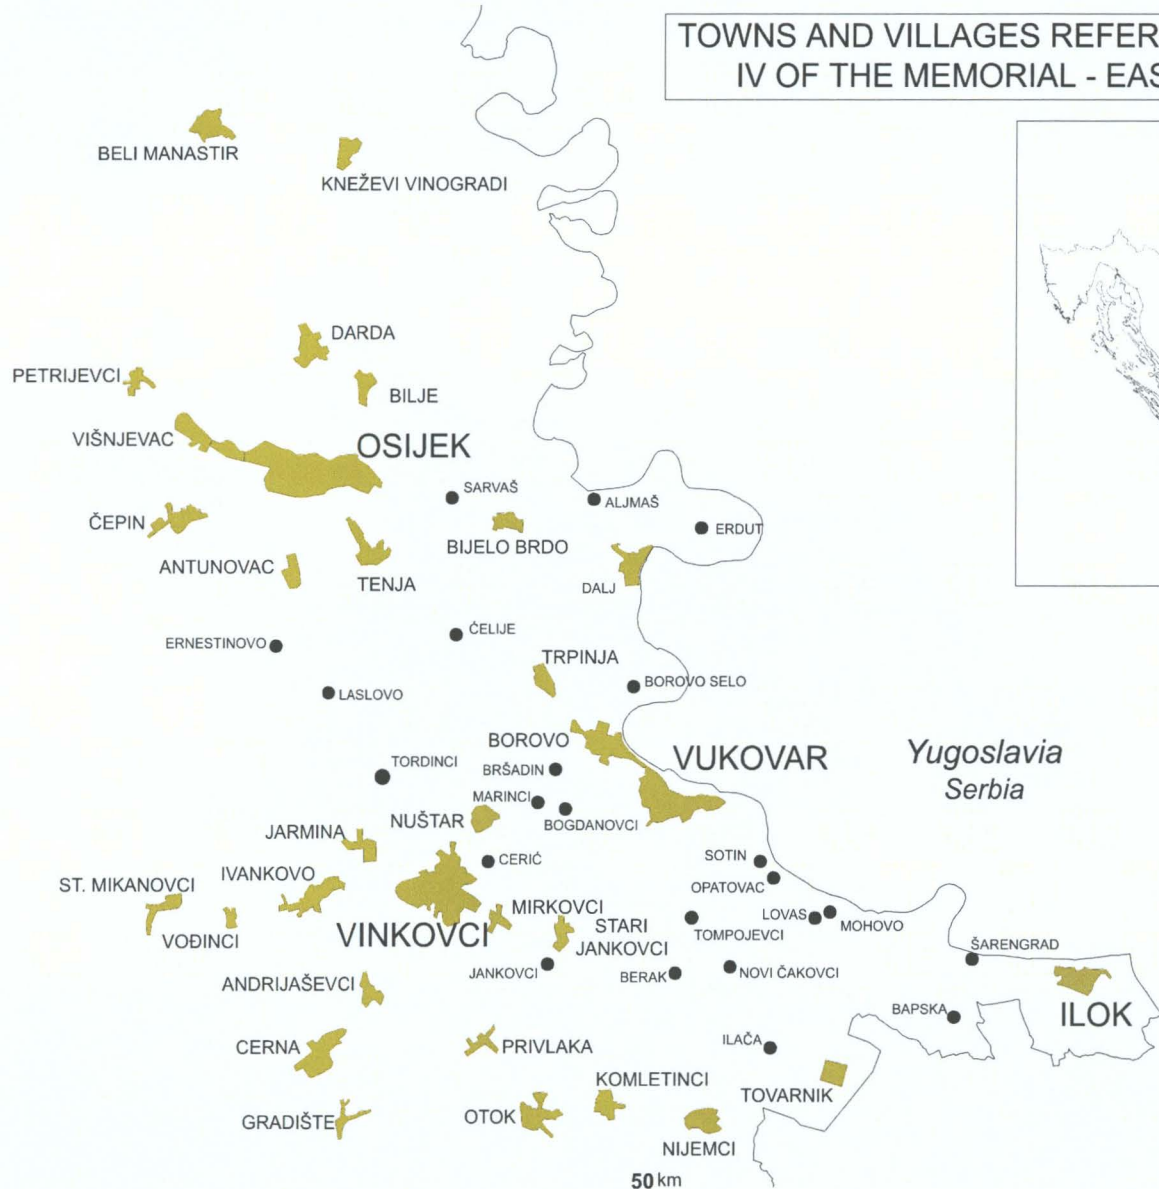 TOWNS AND VILLAGES REFER
IV OF THE MEMORIAL - EAS
BELI MANASTIR
KNEŽEVI VINOGRADI
DARDA
PETRIJEVCI
BILJE
VIŠNJEVAC
OSIJEK
SARVAŠ
ALJMAŠ
ČEPIN
ERDUT
BIJELO BRDO
ANTUNOVAC
TENJA
DALJ
ĆELIJE
ERNESTINOVO
TRPINJA
BOROVO SELO
LASLOVO
BOROVO
VUKOVAR
Yugoslavia
Serbia
TORDINCI
BRŠADIN
MARINCI
NUŠTAR
BOGDANOVCI
JARMINA
CERIĆ
SOTIN
IVANKOVO
OPATOVAC
ST. MIKANOVCI
MIRKOVCI
LOVAS
MOHOVO
VOĐINCI
VINKOVCI
STARI
JANKOVCI
TOMPOJEVCI
ŠARENGRAD
JANKOVCI
BERAK
NOVI ČAKOVCI
ANDRIJAŠEVCI
BAPSKA
ILOK
CERNA
PRIVLAKA
ILAČA
KOMLETINCI
TOVARNIK
GRADIŠTE
OTOK
NIJEMCI
50 km